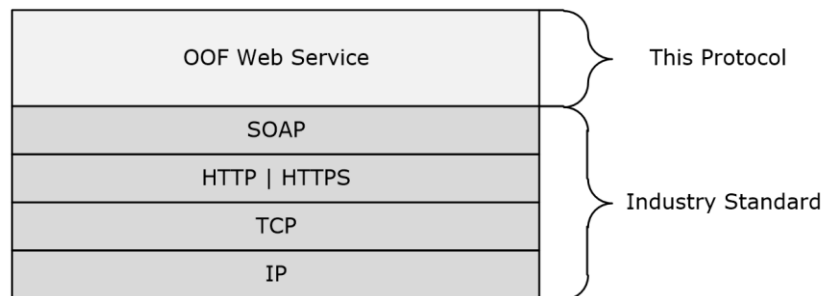 OOF Web Service
This Protocol
SOAP
HTTP | HTTPS
Industry Standard
TCP
IP